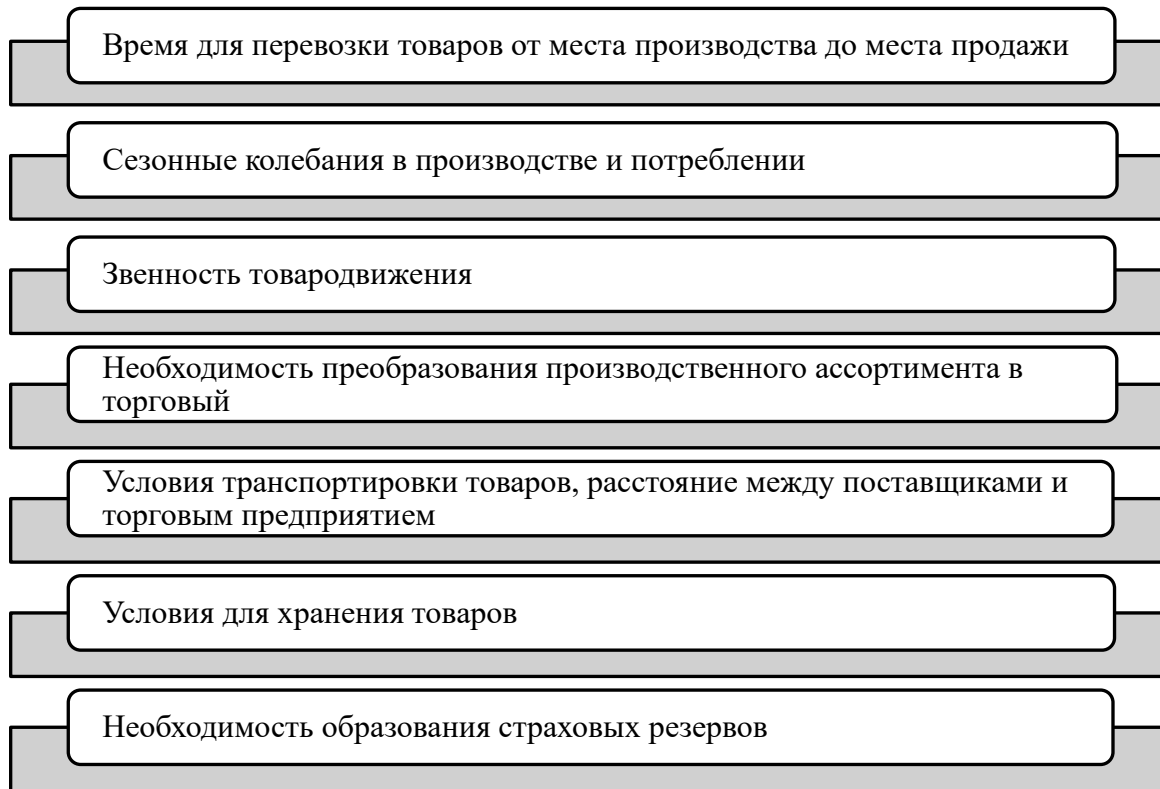 Время для перевозки товаров от места производства до места продажи
Сезонные колебания в производстве и потреблении
Звенность товародвижения
Необходимость преобразования производственного ассортимента в
торговый
Условия транспортировки товаров, расстояние между поставщиками и
торговым предприятием
Условия для хранения товаров
Необходимость образования страховых резервов